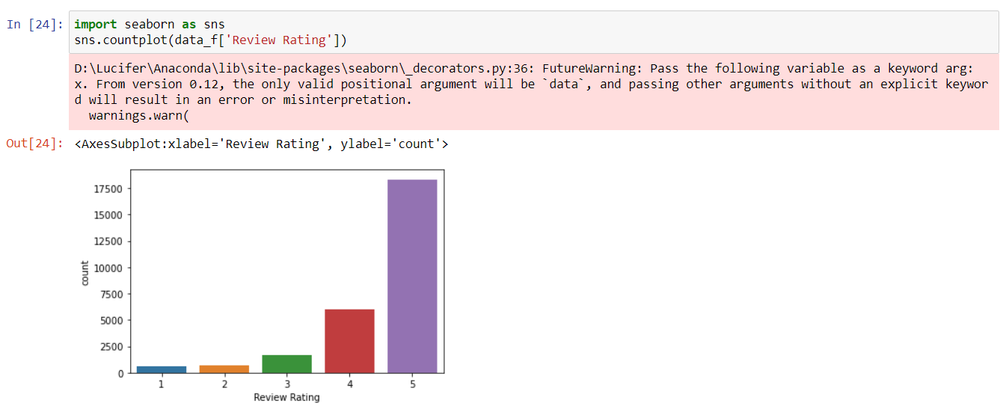 In [24]: import seaborn as sns
sns.countplot(data_f['Review Rating'])
D:\Lucifer\Anaconda\lib\site-packages\seaborn\_decorators.py:36: FutureWarning: Pass the following variable as a keyword arg:
x. From version 0.12, the only valid positional argument will be `data`, and passing other arguments without an explicit keywor
d will result in an error or misinterpretation.
warnings.warn(
Out[24]: <AxesSubplot:xlabel='Review Rating', ylabel='count'>
17500
15000
12500
10000
7500
5000
2500
0
count
1 2 3 4 5
Review Rating